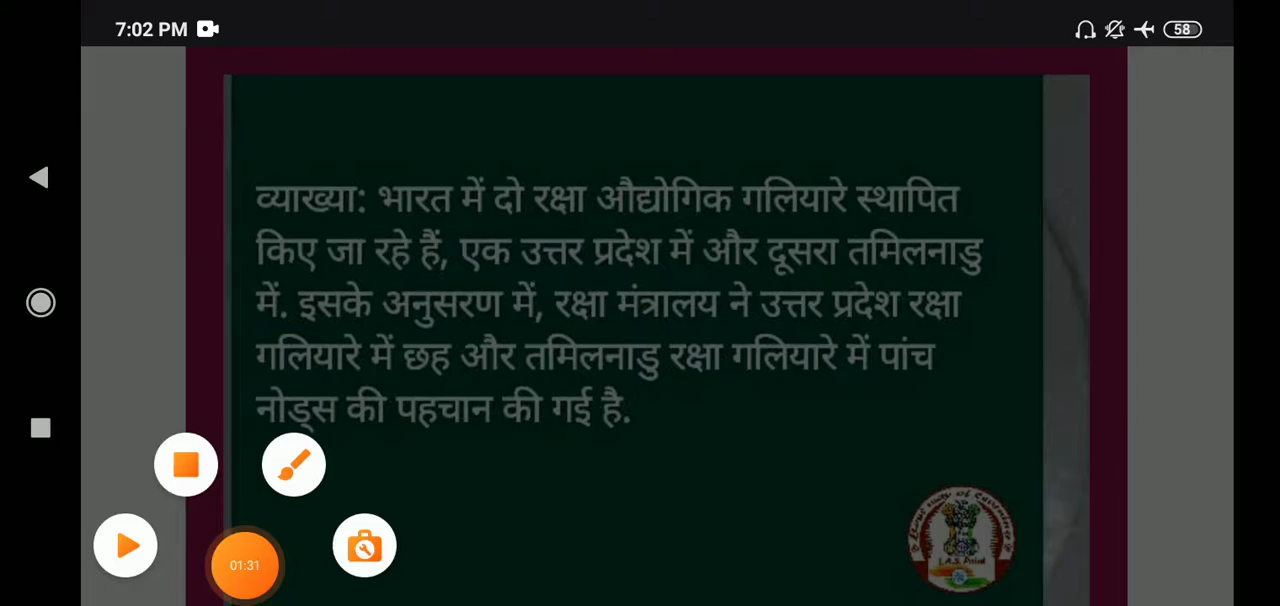 7:02 PM
58
व्याख्या: भारत में दो रक्षा औद्योगिक गलियारे स्थापित
किए जा रहे हैं, एक उत्तर प्रदेश में और दूसरा तमिलनाडु
में. इसके अनुसरण में, रक्षा मंत्रालय ने उत्तर प्रदेश रक्षा
गलियारे में छह और तमिलनाडु रक्षा गलियारे में पांच
नोड्स की पहचान की गई है.
01:31